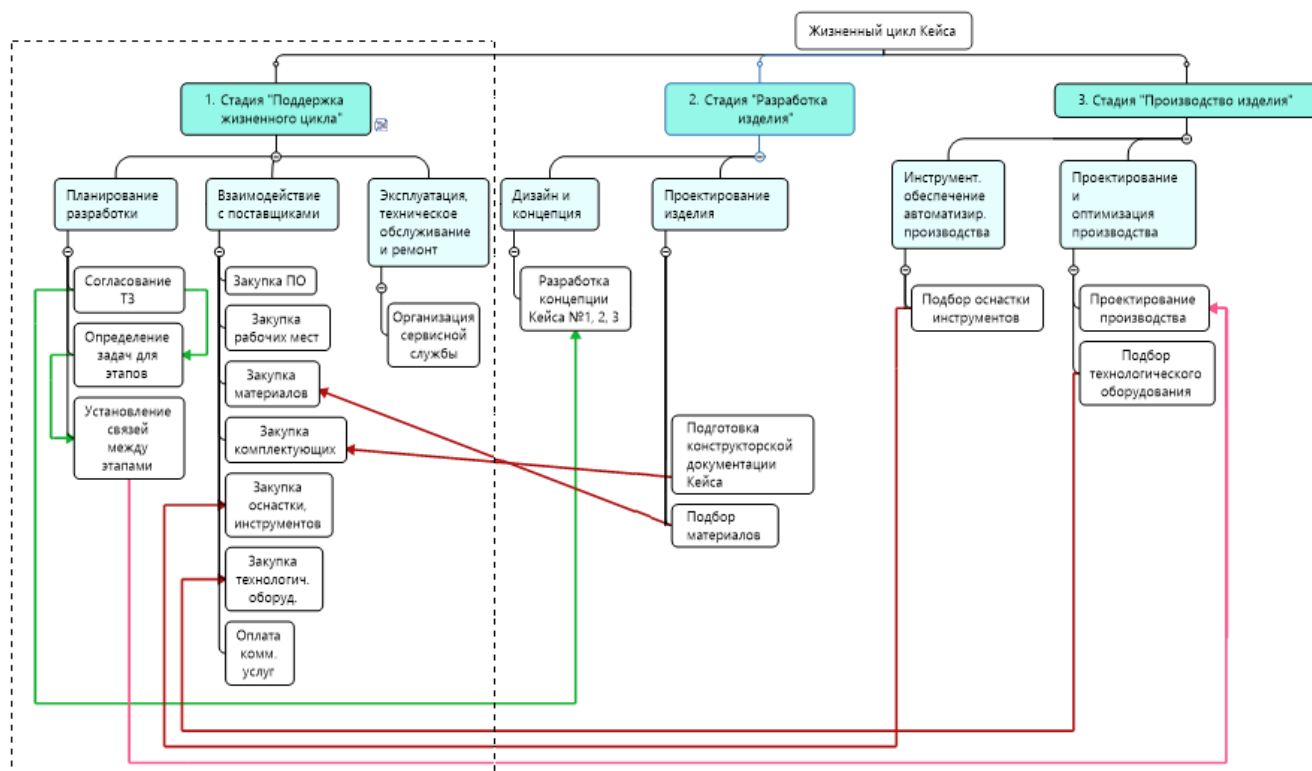 Жизненный цикл Кейса
1. Стадия "Поддержка
жизненного цикла"
2. Стадия "Разработка
изделия"
3. Стадия "Производство изделия"
Планирование
разработки
Взаимодействие
с поставщиками
Эксплуатация,
техническое
обслуживание
и ремонт
Дизайн и
концепция
Проектирование
изделия
Инструмент.
обеспечение
автоматизир.
производства
Проектирование
и
оптимизация
производства
Согласование
ТЗ
Определение
задач для
этапов
Установление
связей
между
этапами
Закупка ПО
Закупка
рабочих мест
Закупка
материалов
Закупка
комплектующих
Закупка
оснастки,
инструментов
Закупка
технологич.
оборуд.
Оплата
комм.
услуг
Организация
сервисной
службы
Разработка
концепции
Кейса №1, 2, 3
Подготовка
конструкторской
документации
Кейса
Подбор
материалов
Подбор оснастки
инструментов
Проектирование
производства
Подбор
технологического
оборудования